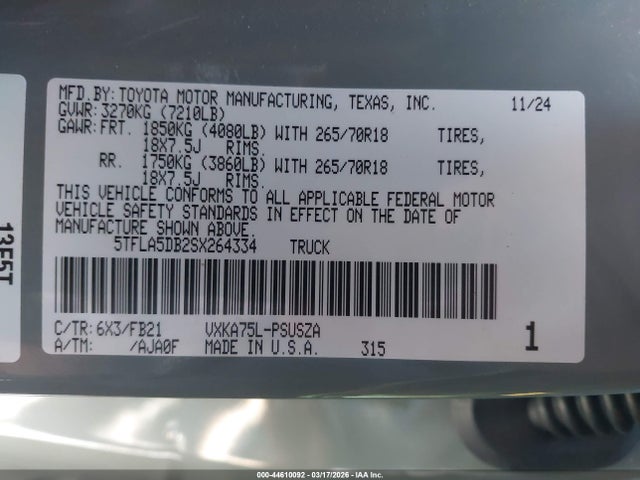 MFD.BY: TOYOTA MOTOR MANUFACTURING, TEXAS, INC. 11/24
GVWR: 3270KG (7210LB)
GAWR: FRT. 1850KG (4080LB) WITH 265/70R18 TIRES,
18X7.5J RIMS.
RR. 1750KG (3860LB) WITH 265/70R18 TIRES,
18X7.5J RIMS.
THIS VEHICLE CONFORMS TO ALL APPLICABLE FEDERAL MOTOR
VEHICLE SAFETY STANDARDS IN EFFECT ON THE DATE OF
MANUFACTURE SHOWN ABOVE.
5TFLA5DB2SX264334 TRUCK
C/TR: 6X3/FB21 VXKA75L-PSUSZA
A/TM: /AJA0F MADE IN U.S.A. 315 1
13E5T
000-44610092 - 03/17/2026 - IAA Inc.